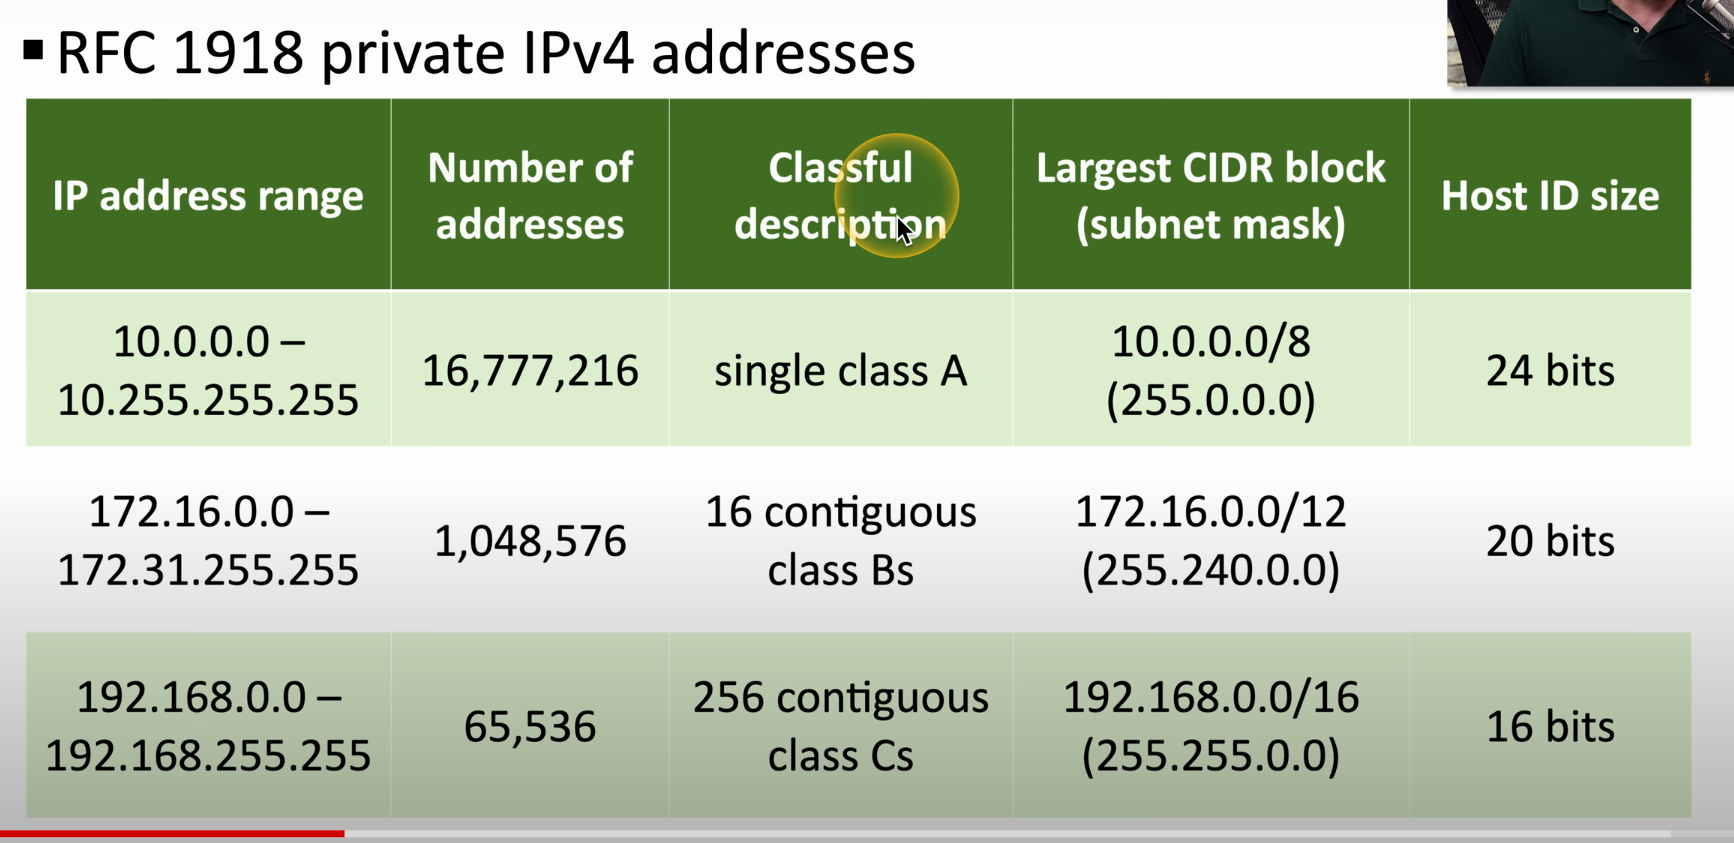 ▪ RFC 1918 private IPv4 addresses
IP address range
Number of
addresses
Classful
description
Largest CIDR block
(subnet mask)
Host ID size
10.0.0.0 –
10.255.255.255
16,777,216
single class A
10.0.0.0/8
(255.0.0.0)
24 bits
172.16.0.0 –
172.31.255.255
1,048,576
16 contiguous
class Bs
172.16.0.0/12
(255.240.0.0)
20 bits
192.168.0.0 –
192.168.255.255
65,536
256 contiguous
class Cs
192.168.0.0/16
(255.255.0.0)
16 bits